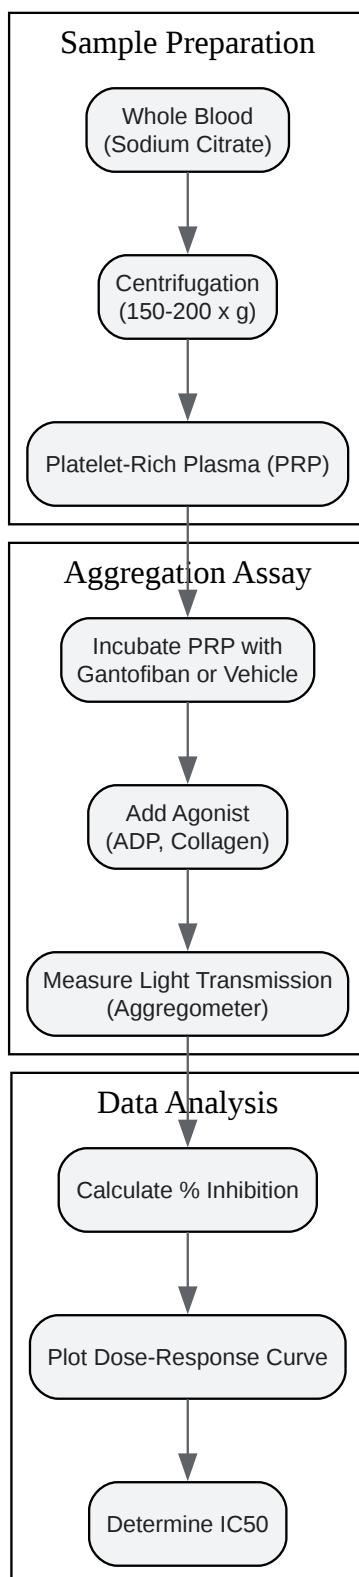 Sample Preparation
Whole Blood
(Sodium Citrate)
Centrifugation
(150-200 x g)
Platelet-Rich Plasma (PRP)
Aggregation Assay
Incubate PRP with
Gantofiban or Vehicle
Add Agonist
(ADP, Collagen)
Measure Light Transmission
(Aggregometer)
Data Analysis
Calculate % Inhibition
Plot Dose-Response Curve
Determine IC50